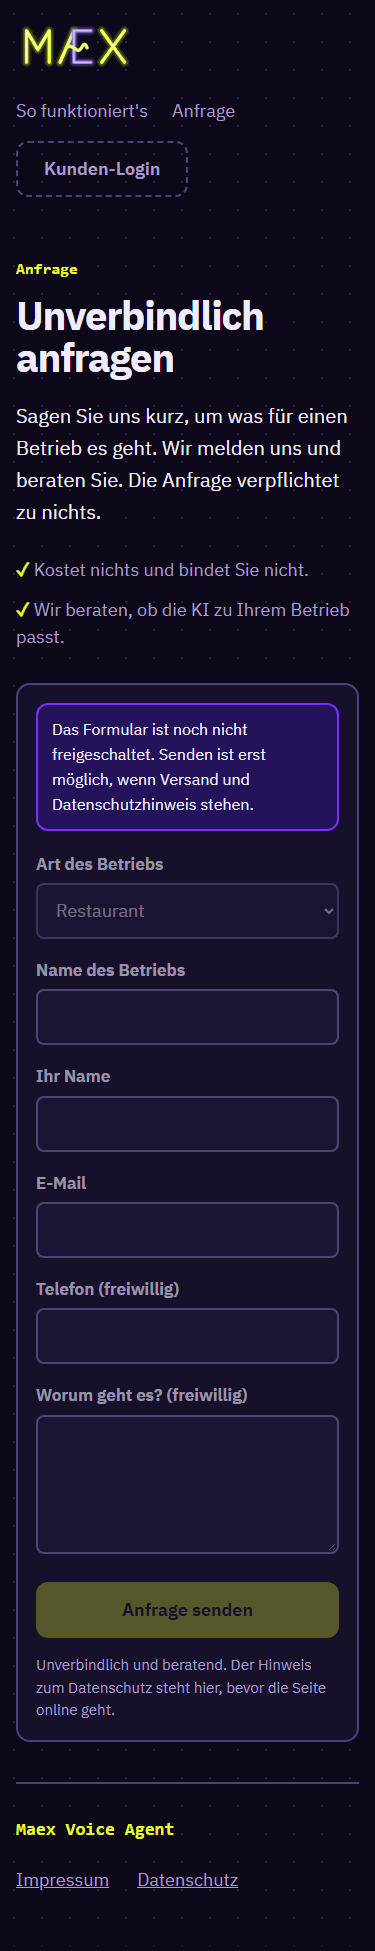 MÆX
So funktioniert's Anfrage
Kunden-Login
Anfrage
Unverbindlich
anfragen
Sagen Sie uns kurz, um was für einen
Betrieb es geht. Wir melden uns und
beraten Sie. Die Anfrage verpflichtet
zu nichts.
✓ Kostet nichts und bindet Sie nicht.
✓ Wir beraten, ob die KI zu Ihrem Betrieb
passt.
Das Formular ist noch nicht
freigeschaltet. Senden ist erst
möglich, wenn Versand und
Datenschutzhinweis stehen.
Art des Betriebs
Restaurant
Name des Betriebs
Ihr Name
E-Mail
Telefon (freiwillig)
Worum geht es? (freiwillig)
Anfrage senden
Unverbindlich und beratend. Der Hinweis
zum Datenschutz steht hier, bevor die Seite
online geht.
Maex Voice Agent
Impressum Datenschutz